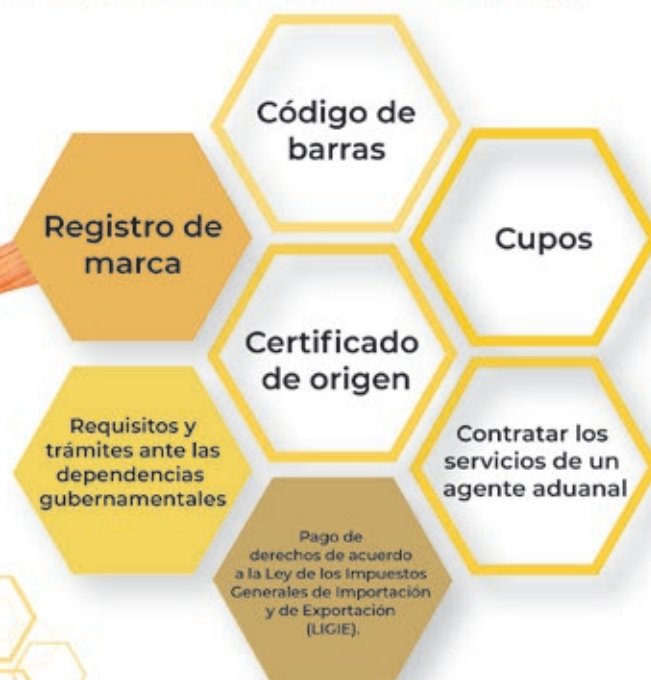 Código de
barras
Registro de
marca
Cupos
Certificado
de origen
Requisitos y
trámites ante las
dependencias
gubernamentales
Contratar los
servicios de un
agente aduanal
Pago de
derechos de acuerdo
a la Ley de los Impuestos
Generales de Importación
y de Exportación
(LIGIE).